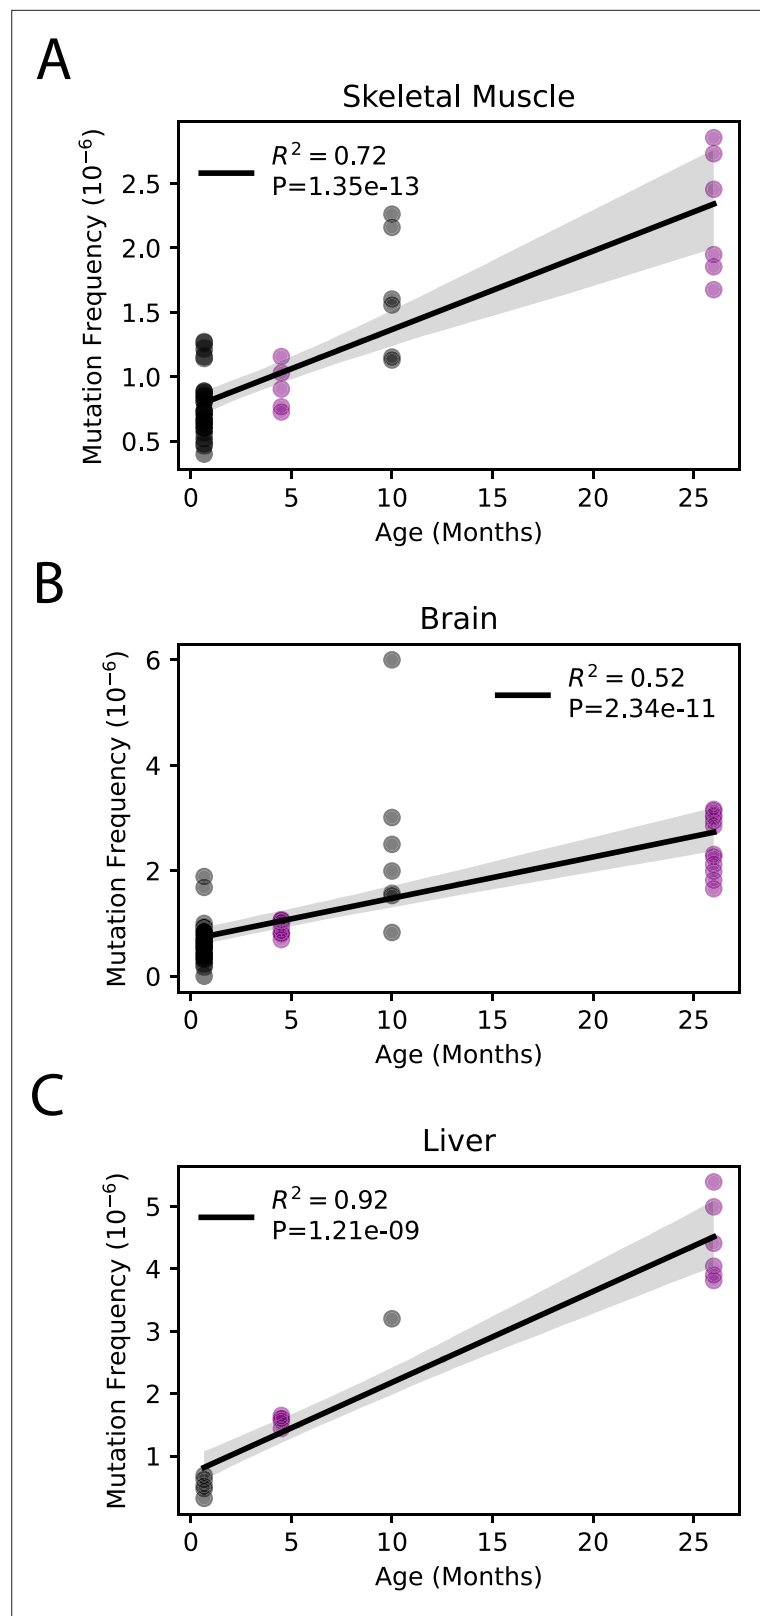 A
Skeletal Muscle
R² = 0.72
P=1.35e-13
Mutation Frequency (10⁻⁶)
2.5
2.0
1.5
1.0
0.5
0 5 10 15 20 25
Age (Months)
B
Brain
R² = 0.52
P=2.34e-11
Mutation Frequency (10⁻⁶)
6
4
2
0
0 5 10 15 20 25
Age (Months)
C
Liver
R² = 0.92
P=1.21e-09
Mutation Frequency (10⁻⁶)
5
4
3
2
1
0 5 10 15 20 25
Age (Months)